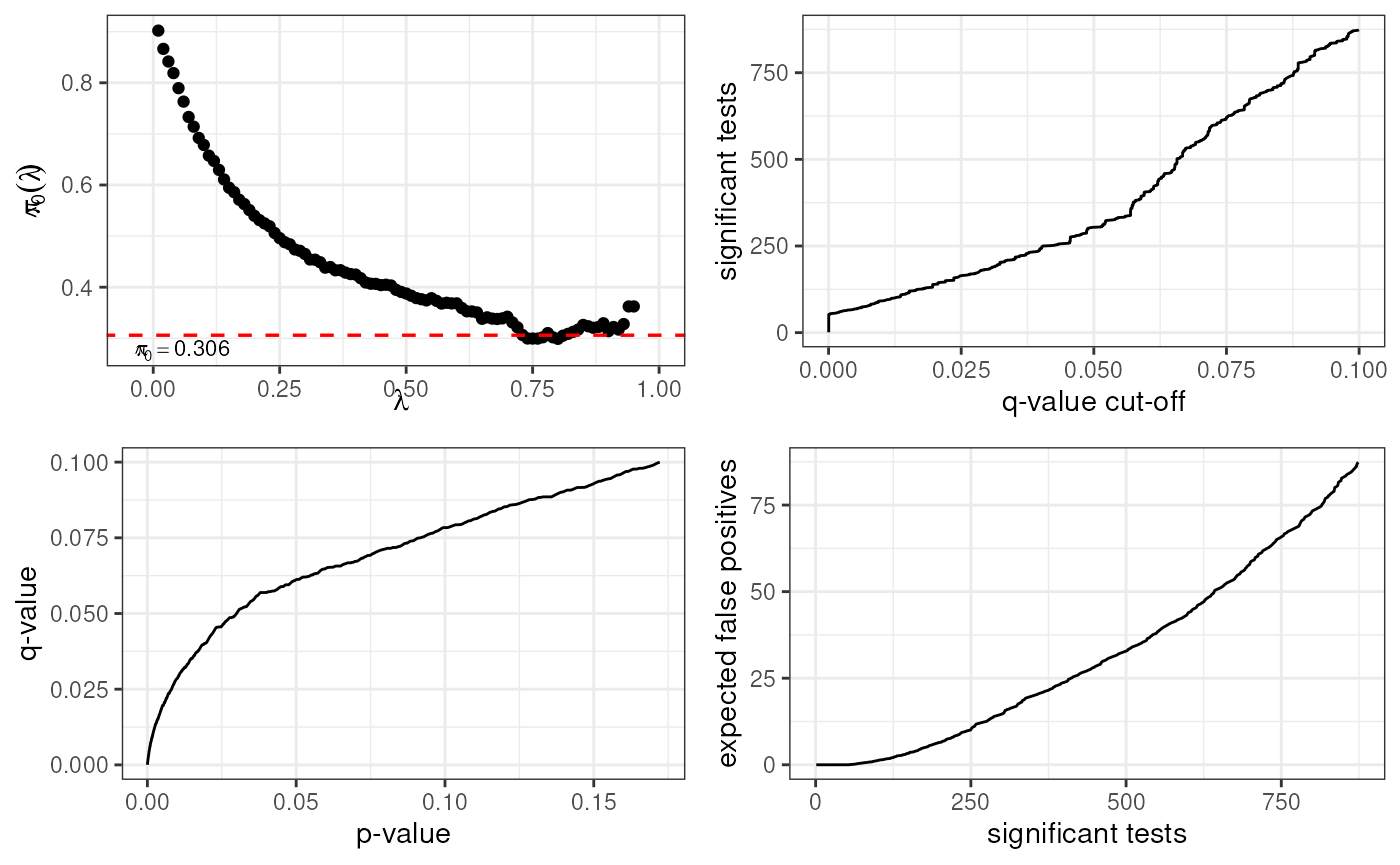 π̂₀(λ)
0.8
0.6
0.4
π̂₀ = 0.306
0.00 0.25 0.50 0.75 1.00
λ
significant tests
750
500
250
0
0.000 0.025 0.050 0.075 0.100
q-value cut-off
q-value
0.100
0.075
0.050
0.025
0.000
0.00 0.05 0.10 0.15
p-value
expected false positives
75
50
25
0
0 250 500 750
significant tests